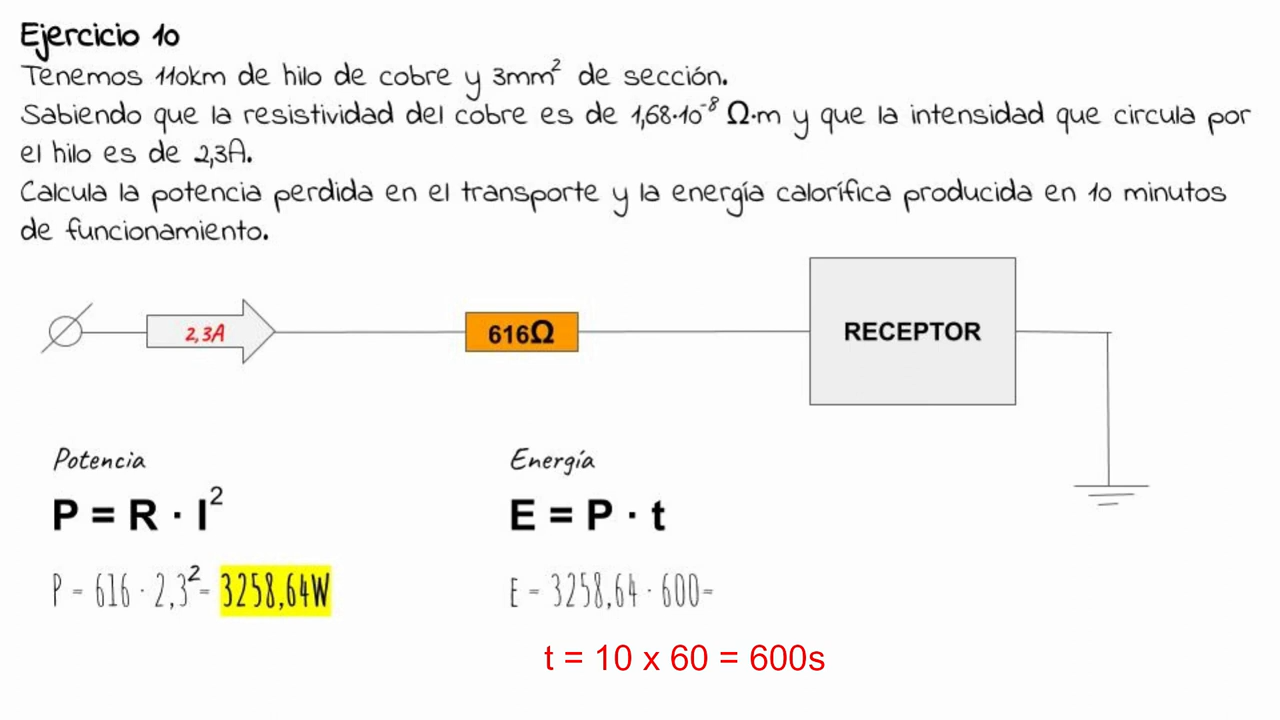 Ejercicio 10
Tenemos 110km de hilo de cobre y 3mm² de sección.
Sabiendo que la resistividad del cobre es de 1,68·10⁻⁸ Ω·m y que la intensidad que circula por
el hilo es de 2,3A.
Calcula la potencia perdida en el transporte y la energía calorífica producida en 10 minutos
de funcionamiento.
2,3A
616Ω
RECEPTOR
Potencia
P = R · I²
P = 616 · 2,3²= 3258,64W
Energía
E = P · t
E = 3258,64 · 600=
t = 10 x 60 = 600s